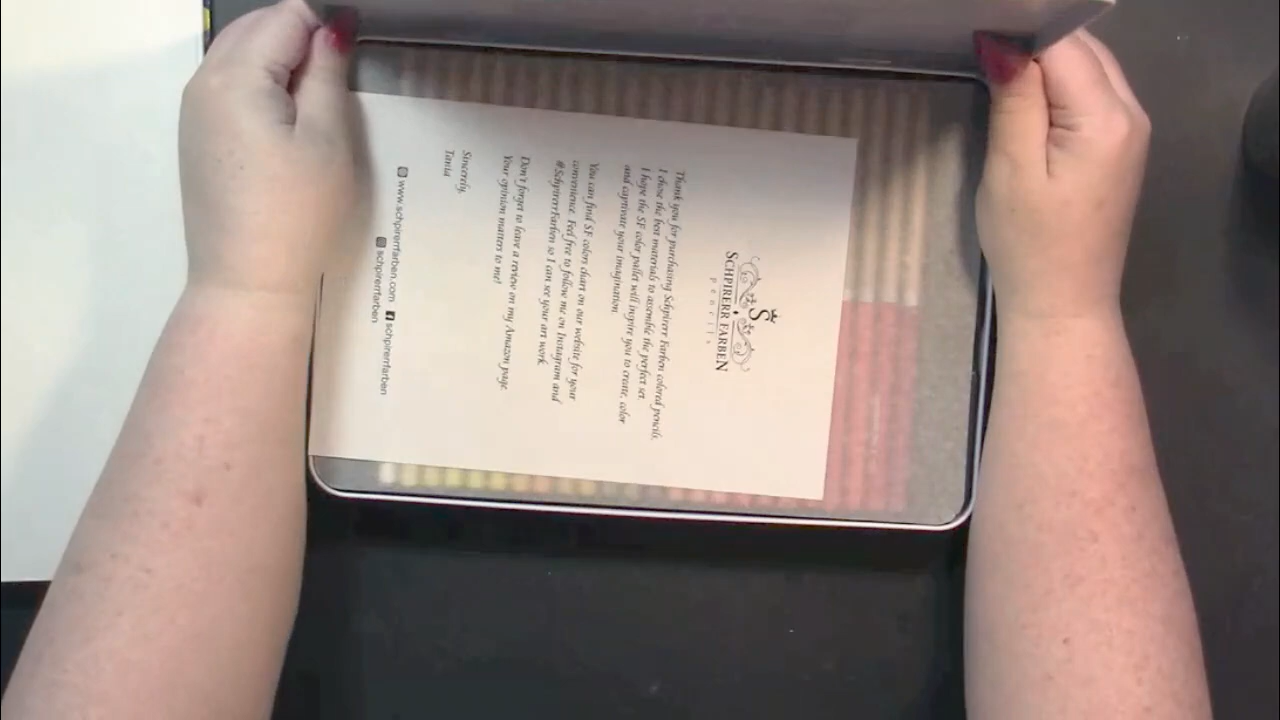 S
SCHPIRERR FARBEN
pencils
Thank you for purchasing Schpirerr Farben colored pencils.
I chose the best materials to assemble the perfect set.
I hope the SF color pallet will inspire you to create, color
and captivate your imagination.
You can find SF colors chart on our website for your
convenience. Feel free to follow me on Instagram and
#SchpirerrFarben so I can see your art work.
Don't forget to leave a review on my Amazon page.
Your opinion matters to me!
Sincerely,
Tania
www.schpirerrfarben.com schpirerrfarben
schpirerrfarben